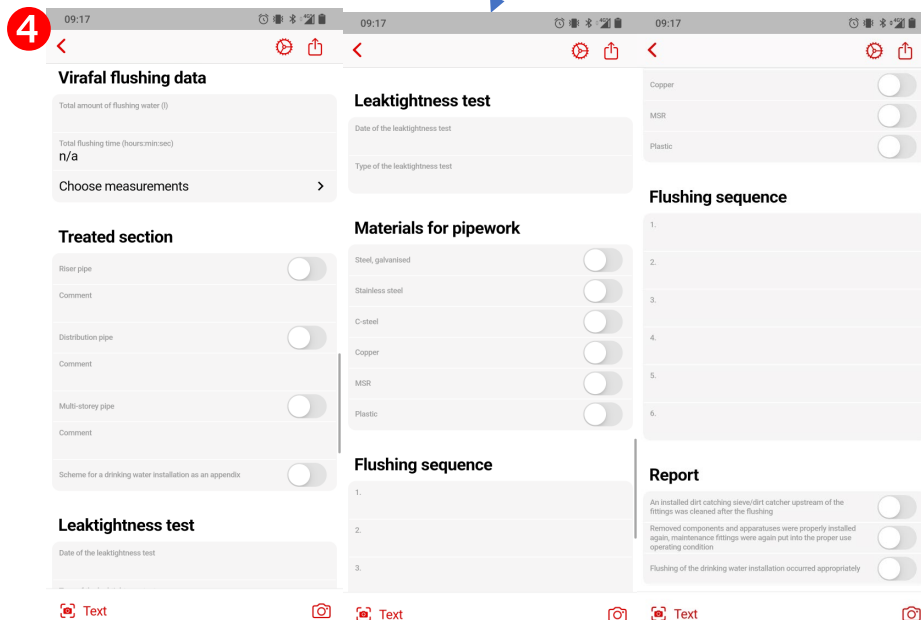 4
09:17
Virafal flushing data
Total amount of flushing water (l)
Total flushing time (hours:min:sec)
n/a
Choose measurements
Treated section
Riser pipe
Comment
Distribution pipe
Comment
Multi-storey pipe
Comment
Scheme for a drinking water installation as an appendix
Leaktightness test
Date of the leaktightness test
Text
09:17
Leaktightness test
Date of the leaktightness test
Type of the leaktightness test
Materials for pipework
Steel, galvanised
Stainless steel
C-steel
Copper
MSR
Plastic
Flushing sequence
1.
2.
3.
Text
09:17
Copper
MSR
Plastic
Flushing sequence
1.
2.
3.
4.
5.
6.
Report
An installed dirt catching sieve/dirt catcher upstream of the
fittings was cleaned after the flushing
Removed components and apparatuses were properly installed
again, maintenance fittings were again put into the proper use
operating condition
Flushing of the drinking water installation occurred appropriately
Text